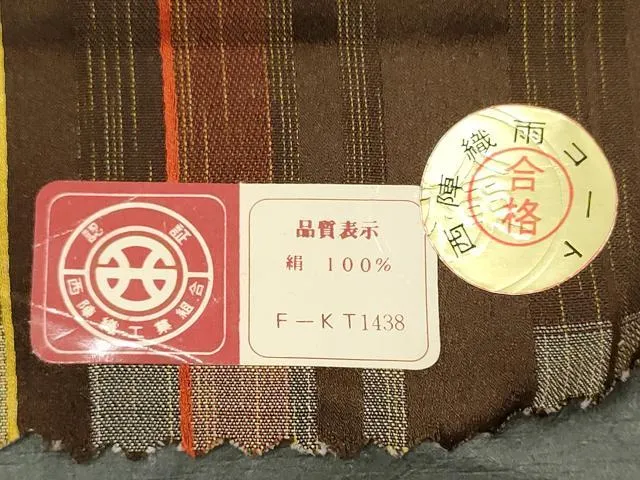 認証
西陣織工業組合
品質表示
絹 100%
F－KT1438
西陣織雨コート
合格